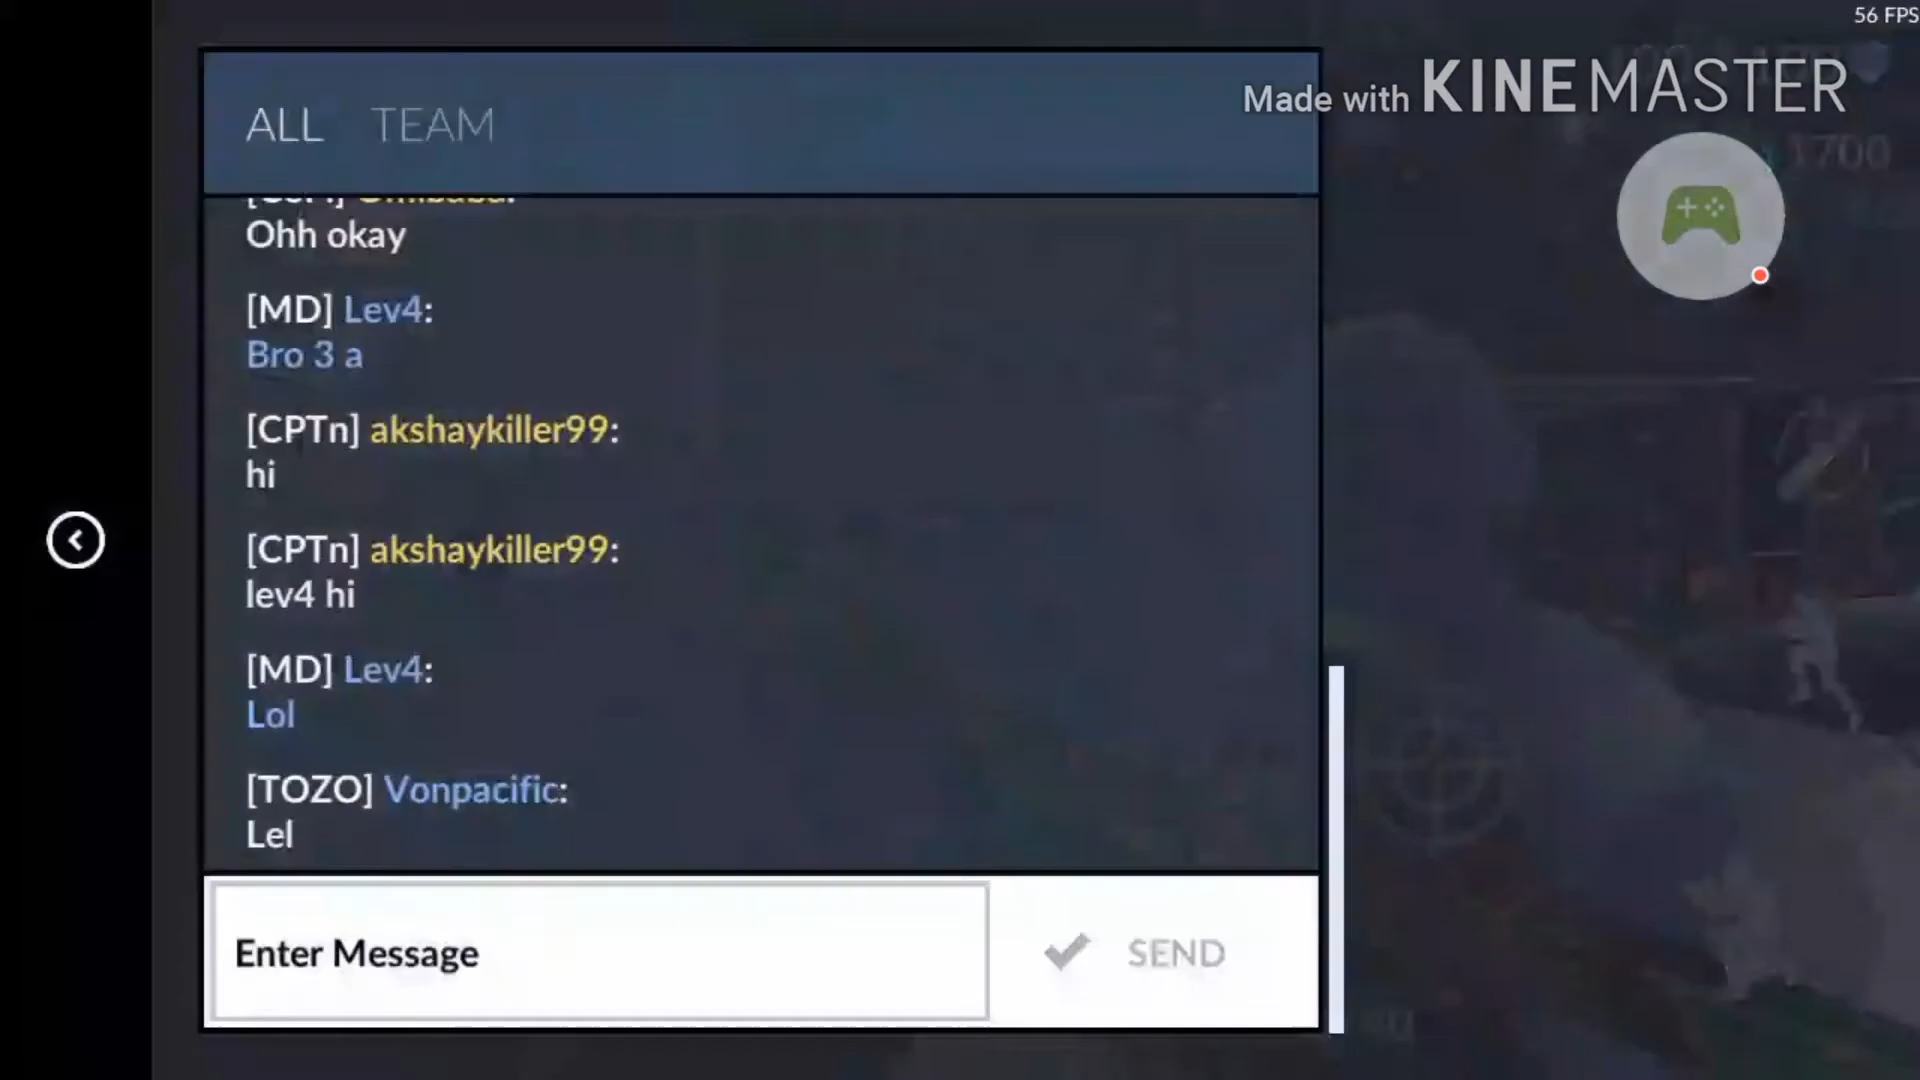 56 FPS
Made with KINEMASTER
ALL TEAM
1700
Ohh okay
[MD] Lev4:
Bro 3 a
[CPTn] akshaykiller99:
hi
[CPTn] akshaykiller99:
lev4 hi
[MD] Lev4:
Lol
[TOZO] Vonpacific:
Lel
Enter Message
SEND